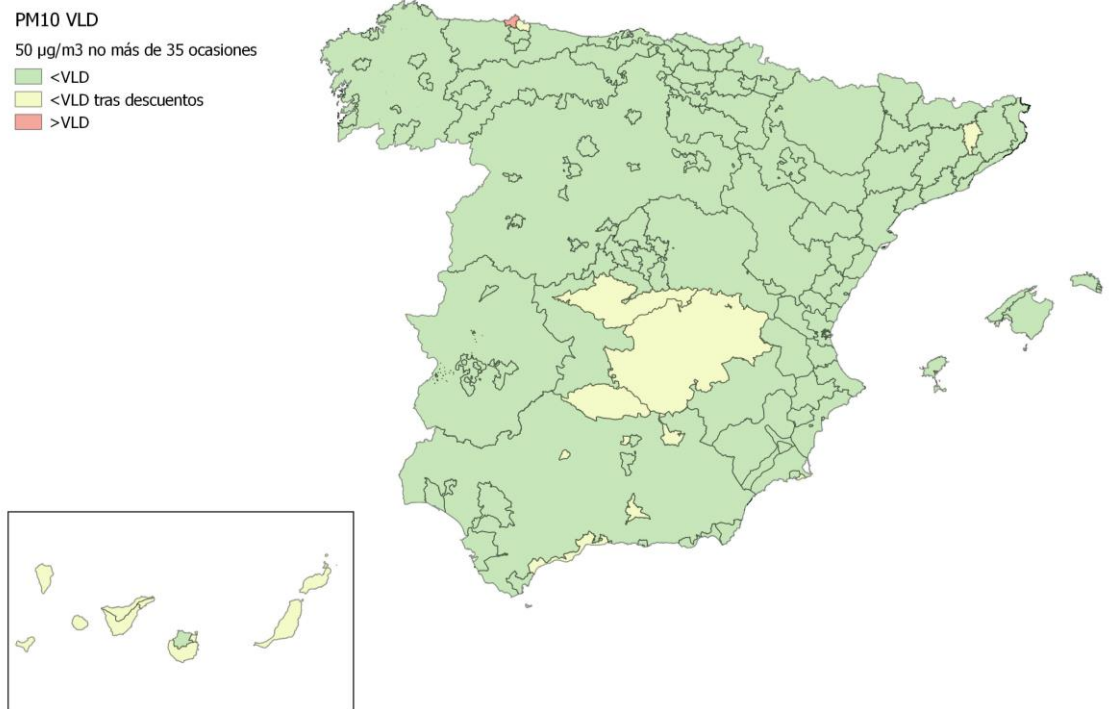 PM10 VLD
50 µg/m3 no más de 35 ocasiones
<VLD
<VLD tras descuentos
>VLD